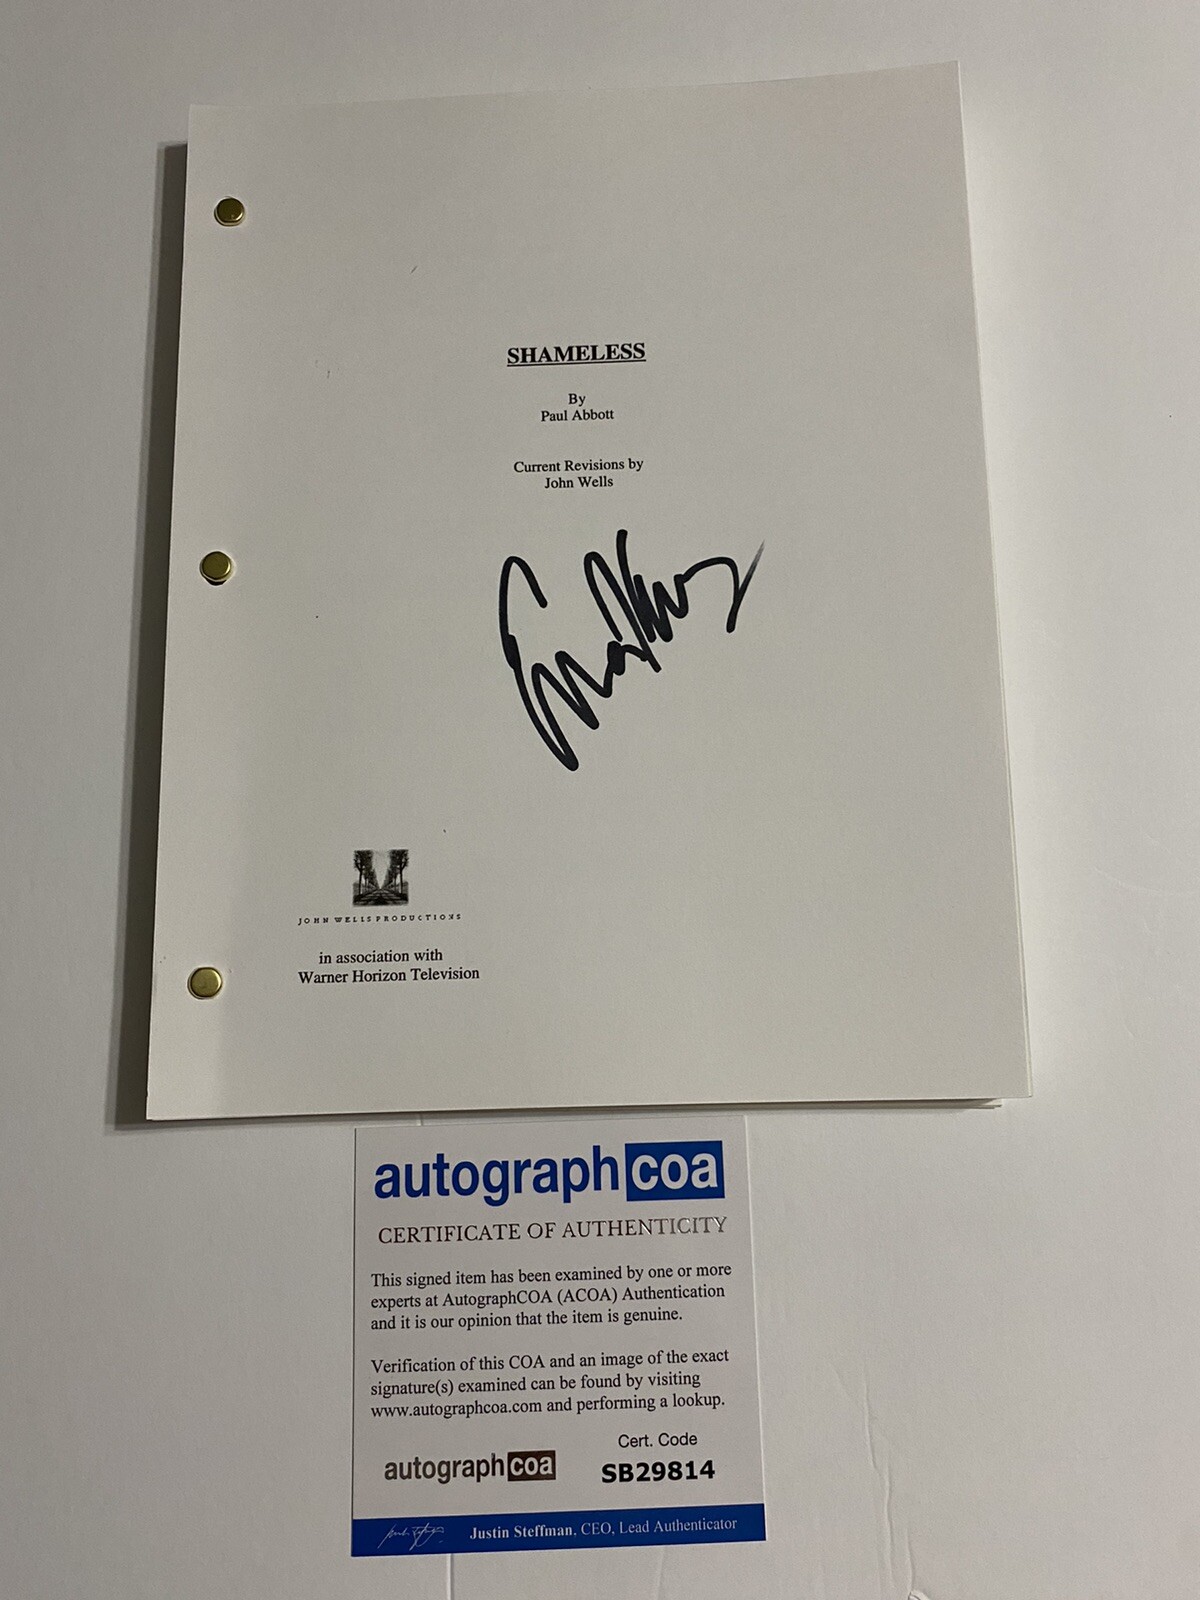 SHAMELESS
By
Paul Abbott
Current Revisions by
John Wells
JOHN WELLS PRODUCTIONS
in association with
Warner Horizon Television
autographcoa
CERTIFICATE OF AUTHENTICITY
This signed item has been examined by one or more
experts at AutographCOA (ACOA) Authentication
and it is our opinion that the item is genuine.
Verification of this COA and an image of the exact
signature(s) examined can be found by visiting
www.autographcoa.com and performing a lookup.
autographcoa
Cert. Code
SB29814
Justin Steffman, CEO, Lead Authenticator